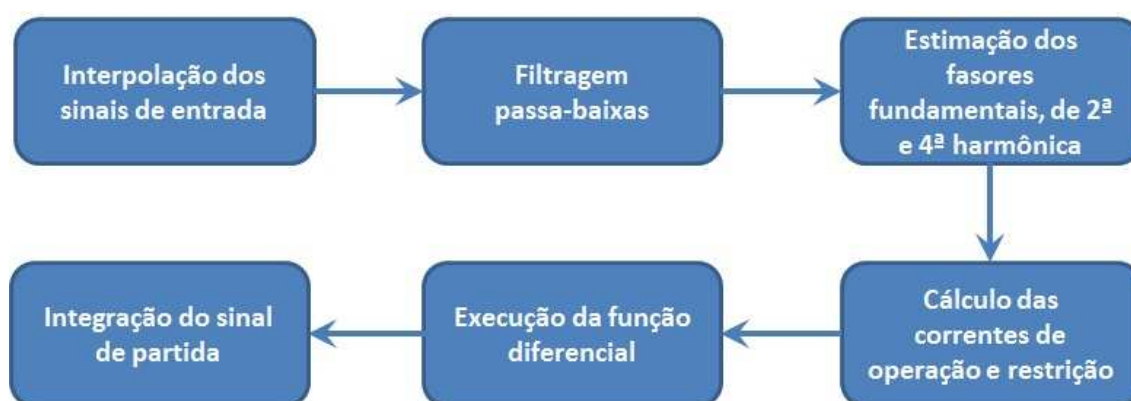 Interpolação dos
sinais de entrada
Filtragem
passa-baixas
Estimação dos
fasores
fundamentais, de 2ª
e 4ª harmônica
Cálculo das
correntes de
operação e restrição
Execução da função
diferencial
Integração do sinal
de partida